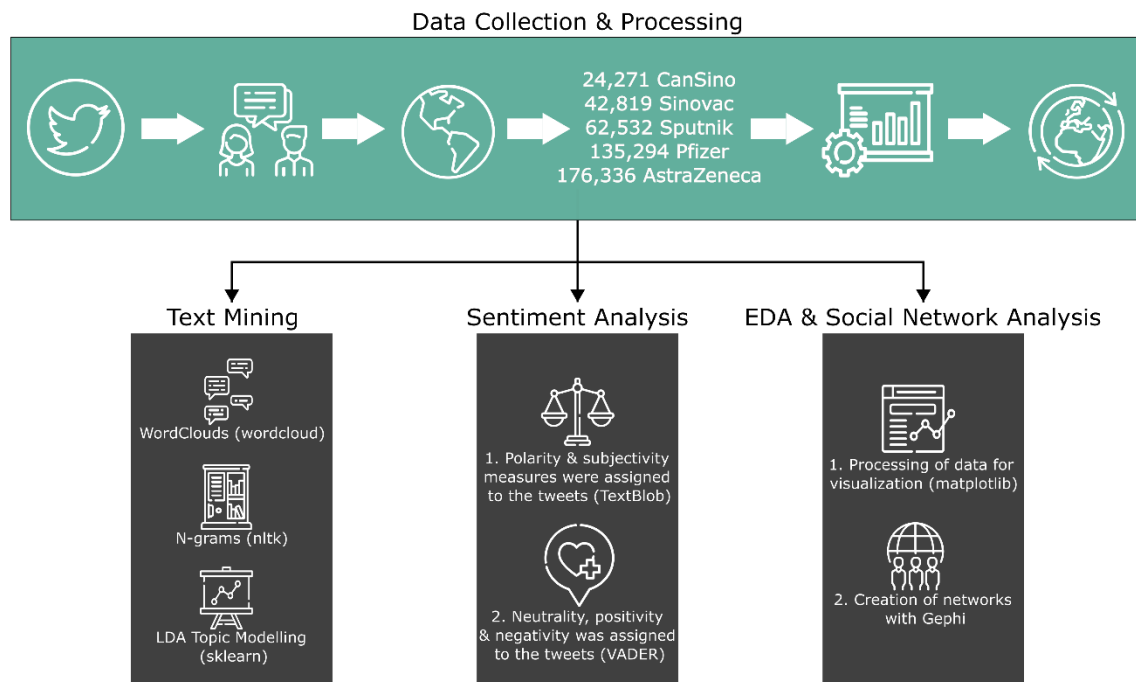 Data Collection & Processing
24,271 CanSino
42,819 Sinovac
62,532 Sputnik
135,294 Pfizer
176,336 AstraZeneca
Text Mining
WordClouds (wordcloud)
N-grams (nltk)
LDA Topic Modelling
(sklearn)
Sentiment Analysis
1. Polarity & subjectivity
measures were assigned
to the tweets (TextBlob)
2. Neutrality, positivity
& negativity was assigned
to the tweets (VADER)
EDA & Social Network Analysis
1. Processing of data for
visualization (matplotlib)
2. Creation of networks
with Gephi